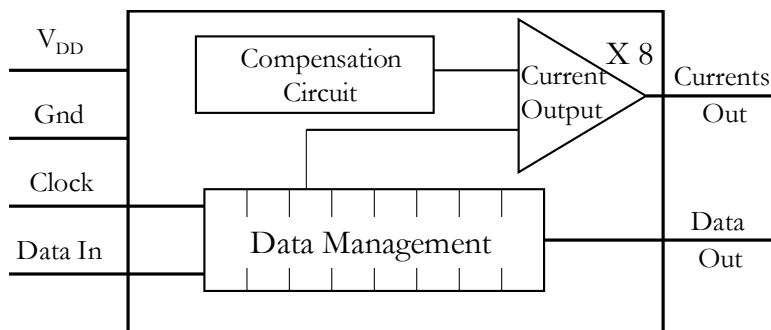 V_DD
Gnd
Clock
Data In
Compensation
Circuit
X 8
Current
Output
Data Management
Currents
Out
Data
Out